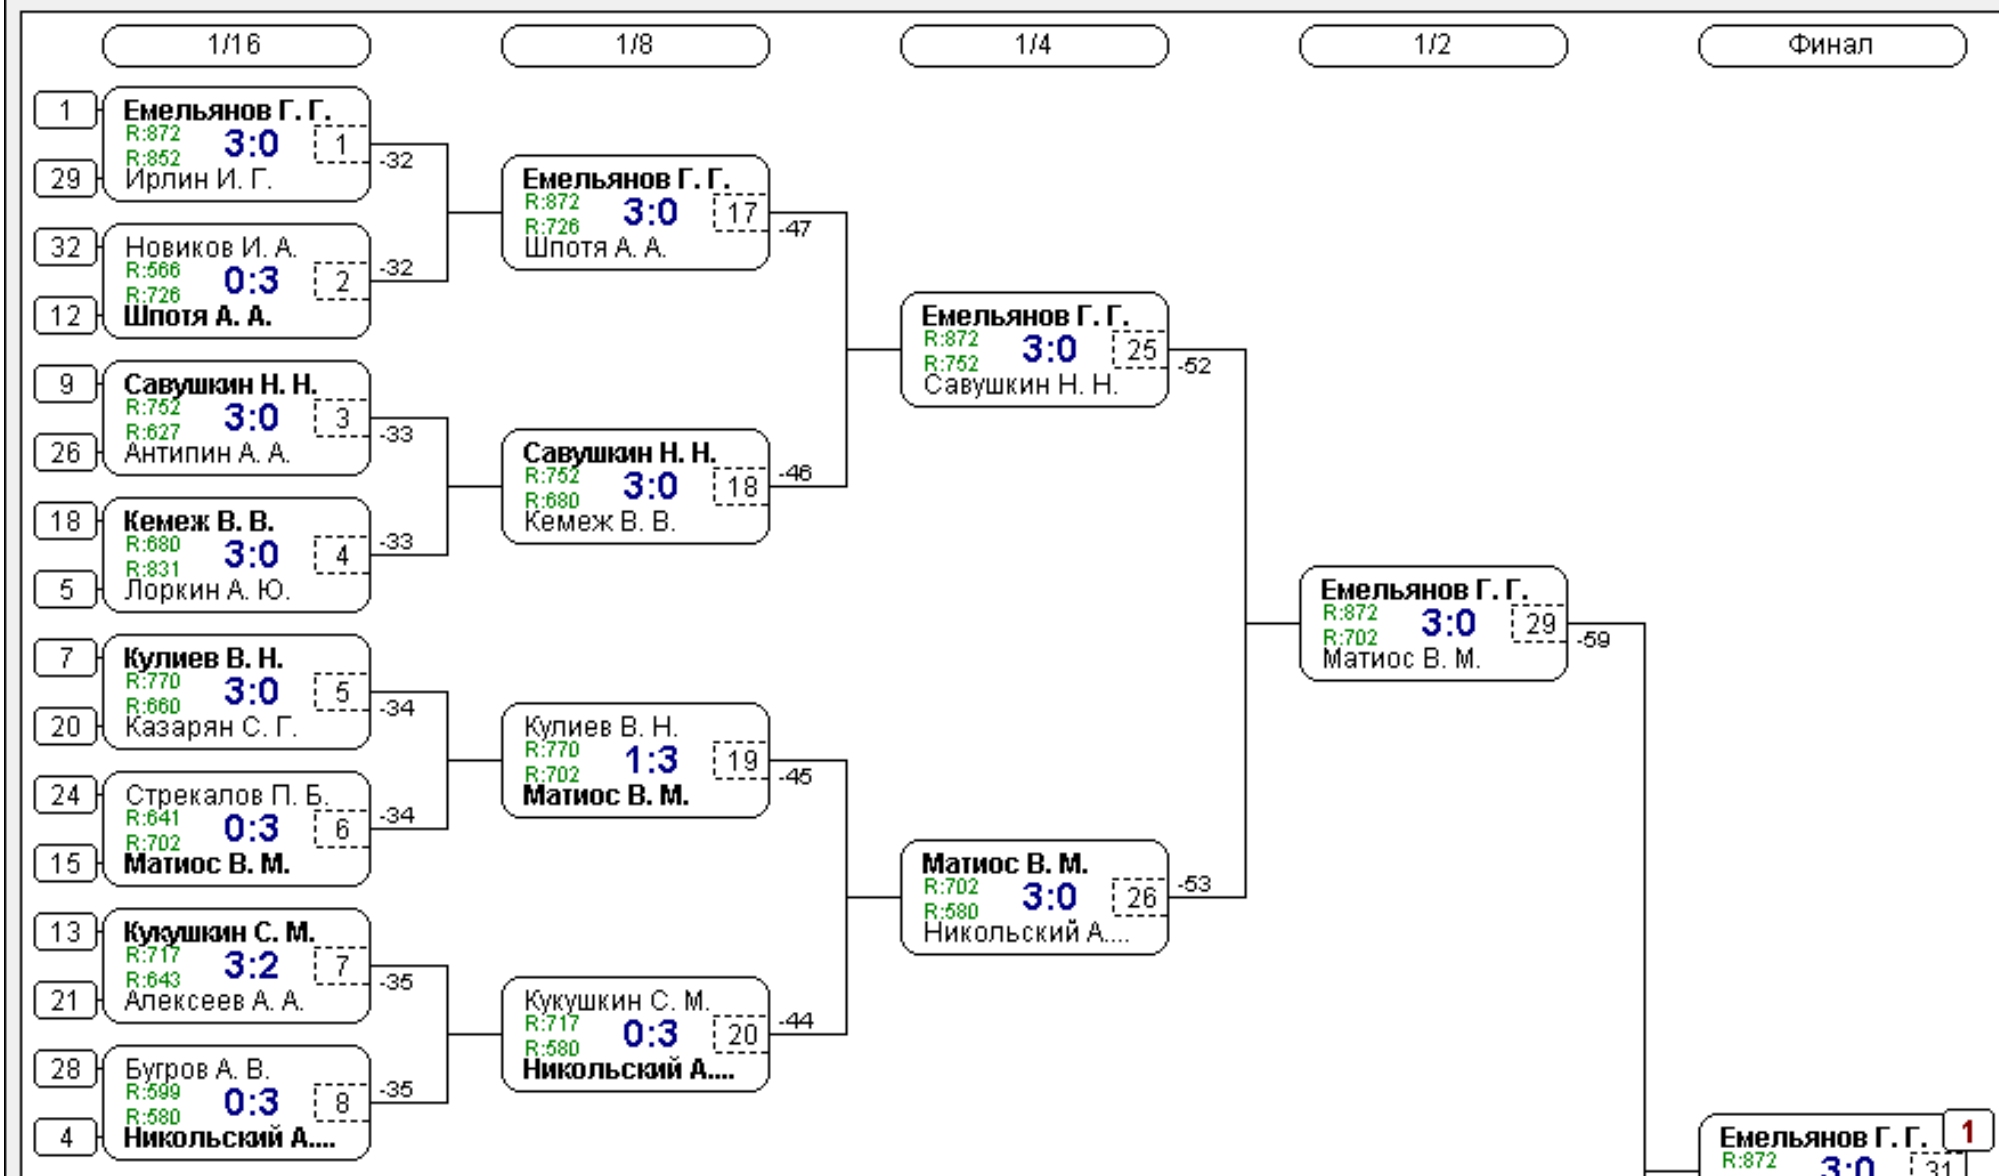 1/16
1/8
1/4
1/2
Финал
1
Емельянов Г. Г.
R:872
3:0
1
R:852
29
Ирлин И. Г.
-32
32
Новиков И. А.
R:566
0:3
2
R:726
12
Шпотя А. А.
-32
9
Савушкин Н. Н.
R:752
3:0
3
R:627
26
Антипин А. А.
-33
18
Кемеж В. В.
R:680
3:0
4
R:831
5
Лоркин А. Ю.
-33
7
Кулиев В. Н.
R:770
3:0
5
R:660
20
Казарян С. Г.
-34
24
Стрекалов П. Б.
R:641
0:3
6
R:702
15
Матиос В. М.
-34
13
Кукушкин С. М.
R:717
3:2
7
R:643
21
Алексеев А. А.
-35
28
Бугров А. В.
R:599
0:3
8
R:580
4
Никольский А....
-35
Емельянов Г. Г.
R:872
3:0
17
R:726
Шпотя А. А.
-47
Савушкин Н. Н.
R:752
3:0
18
R:680
Кемеж В. В.
-46
Кулиев В. Н.
R:770
1:3
19
R:702
Матиос В. М.
-45
Кукушкин С. М.
R:717
0:3
20
R:580
Никольский А....
-44
Емельянов Г. Г.
R:872
3:0
25
R:752
Савушкин Н. Н.
-52
Матиос В. М.
R:702
3:0
26
R:580
Никольский А....
-53
Емельянов Г. Г.
R:872
3:0
29
R:702
Матиос В. М.
-59
Емельянов Г. Г.
1
R:872
3:0
31